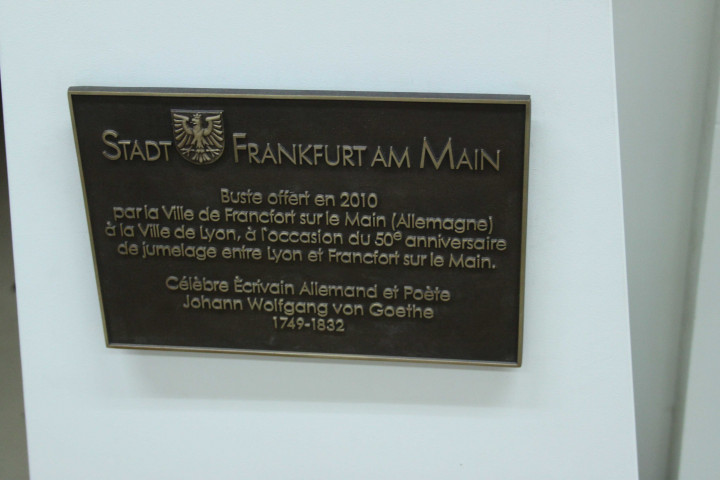 STADT FRANKFURT AM MAIN
Buste offert en 2010
par la Ville de Francfort sur le Main (Allemagne)
à la Ville de Lyon, à l'occasion du 50e anniversaire
de jumelage entre Lyon et Francfort sur le Main.
Célèbre Écrivain Allemand et Poète
Johann Wolfgang von Goethe
1749-1832